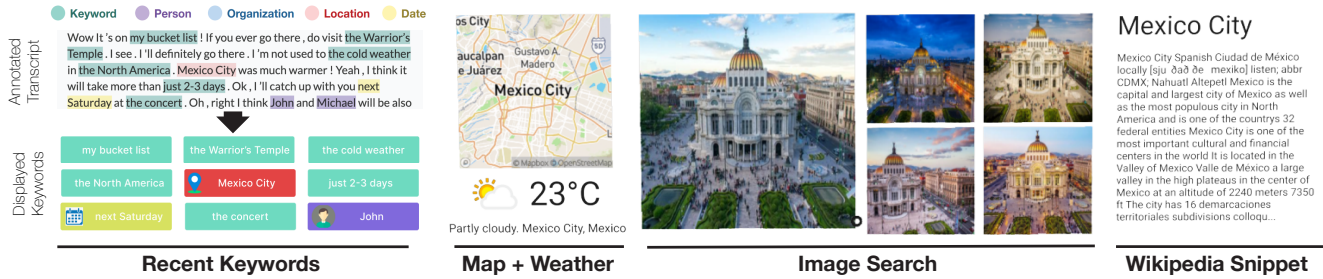 Keyword
Person
Organization
Location
Date
Annotated
Transcript
Wow It 's on my bucket list ! If you ever go there , do visit the Warrior's
Temple . I see . I 'll definitely go there . I 'm not used to the cold weather
in the North America . Mexico City was much warmer ! Yeah , I think it
will take more than just 2-3 days . Ok , I 'll catch up with you next
Saturday at the concert . Oh , right I think John and Michael will be also
Displayed
Keywords
my bucket list
the Warrior's Temple
the cold weather
the North America
Mexico City
just 2-3 days
next Saturday
the concert
John
Recent Keywords
os City
aucalpan
e Juárez
Gustavo A.
Madero
5D
Mexico City
© Mapbox © OpenStreetMap
23°C
Partly cloudy. Mexico City, Mexico
Map + Weather
Image Search
Mexico City
Mexico City Spanish Ciudad de México
locally [sju ðað ðe mexiko] listen; abbr
CDMX; Nahuatl Altepetl Mexico is the
capital and largest city of Mexico as well
as the most populous city in North
America and is one of the countrys 32
federal entities Mexico City is one of the
most important cultural and financial
centers in the world It is located in the
Valley of Mexico Valle de México a large
valley in the high plateaus in the center of
Mexico at an altitude of 2240 meters 7350
ft The city has 16 demarcaciones
territoriales subdivisions colloqu...
Wikipedia Snippet